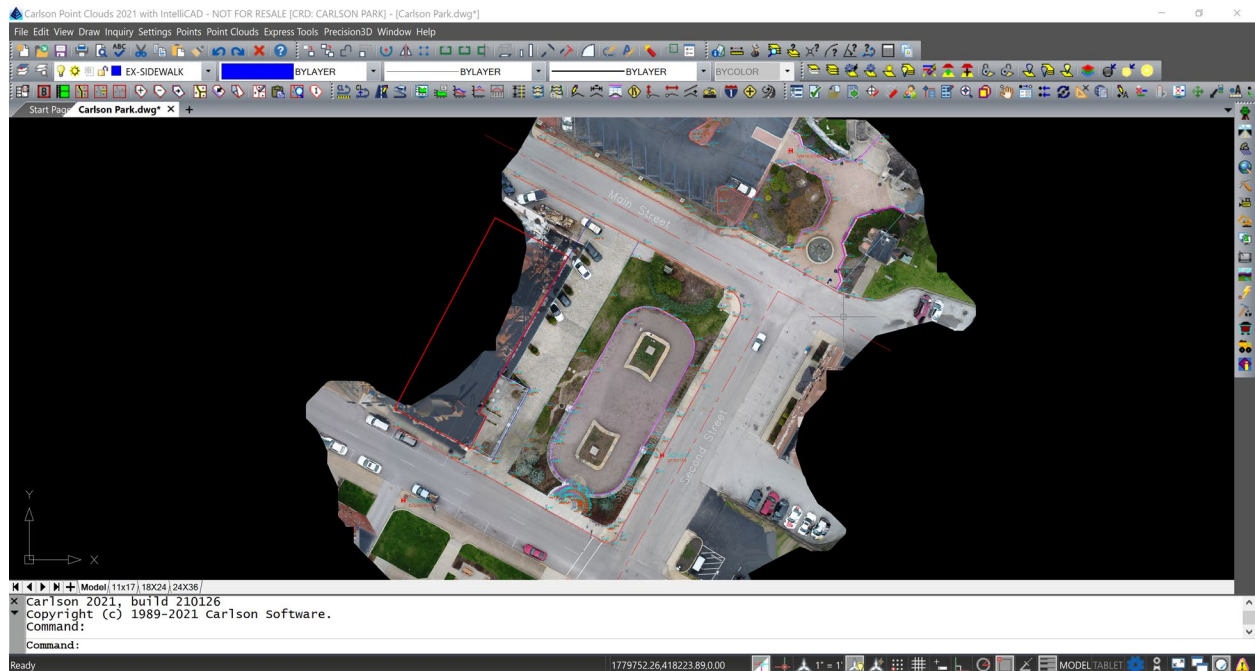 Carlson Point Clouds 2021 with IntelliCAD - NOT FOR RESALE [CRD: CARLSON PARK] - [Carlson Park.dwg*]
File Edit View Draw Inquiry Settings Points Point Clouds Express Tools Precision3D Window Help
EX-SIDEWALK BYLAYER BYLAYER BYLAYER BYCOLOR
Start Page Carlson Park.dwg*
Main Street
Second Street
Y
X
Model 11x17 18X24 24X36
Carlson 2021, build 210126
Copyright (c) 1989-2021 Carlson Software.
Command:
Command:
Ready 1779752.26,418223.89,0.00 1" = 1' MODEL TABLET